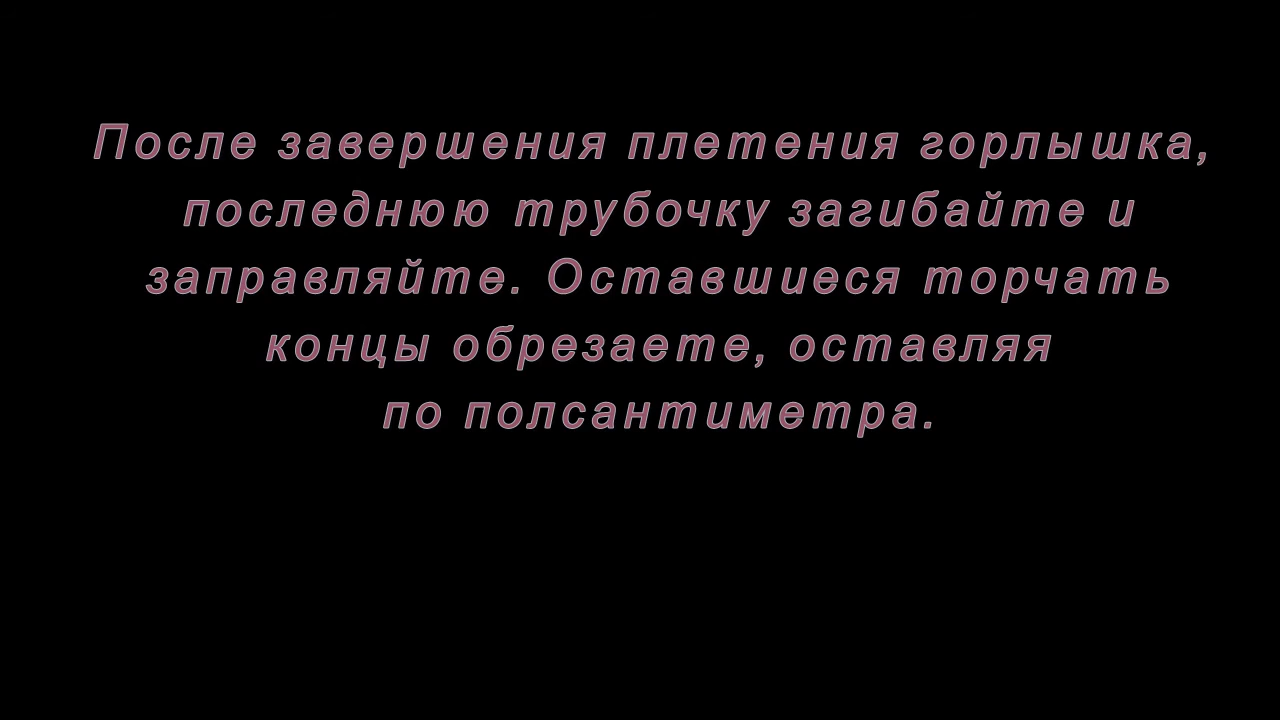 После завершения плетения горлышка,
последнюю трубочку загибайте и
заправляйте. Оставшиеся торчать
концы обрезаете, оставляя
по полсантиметра.